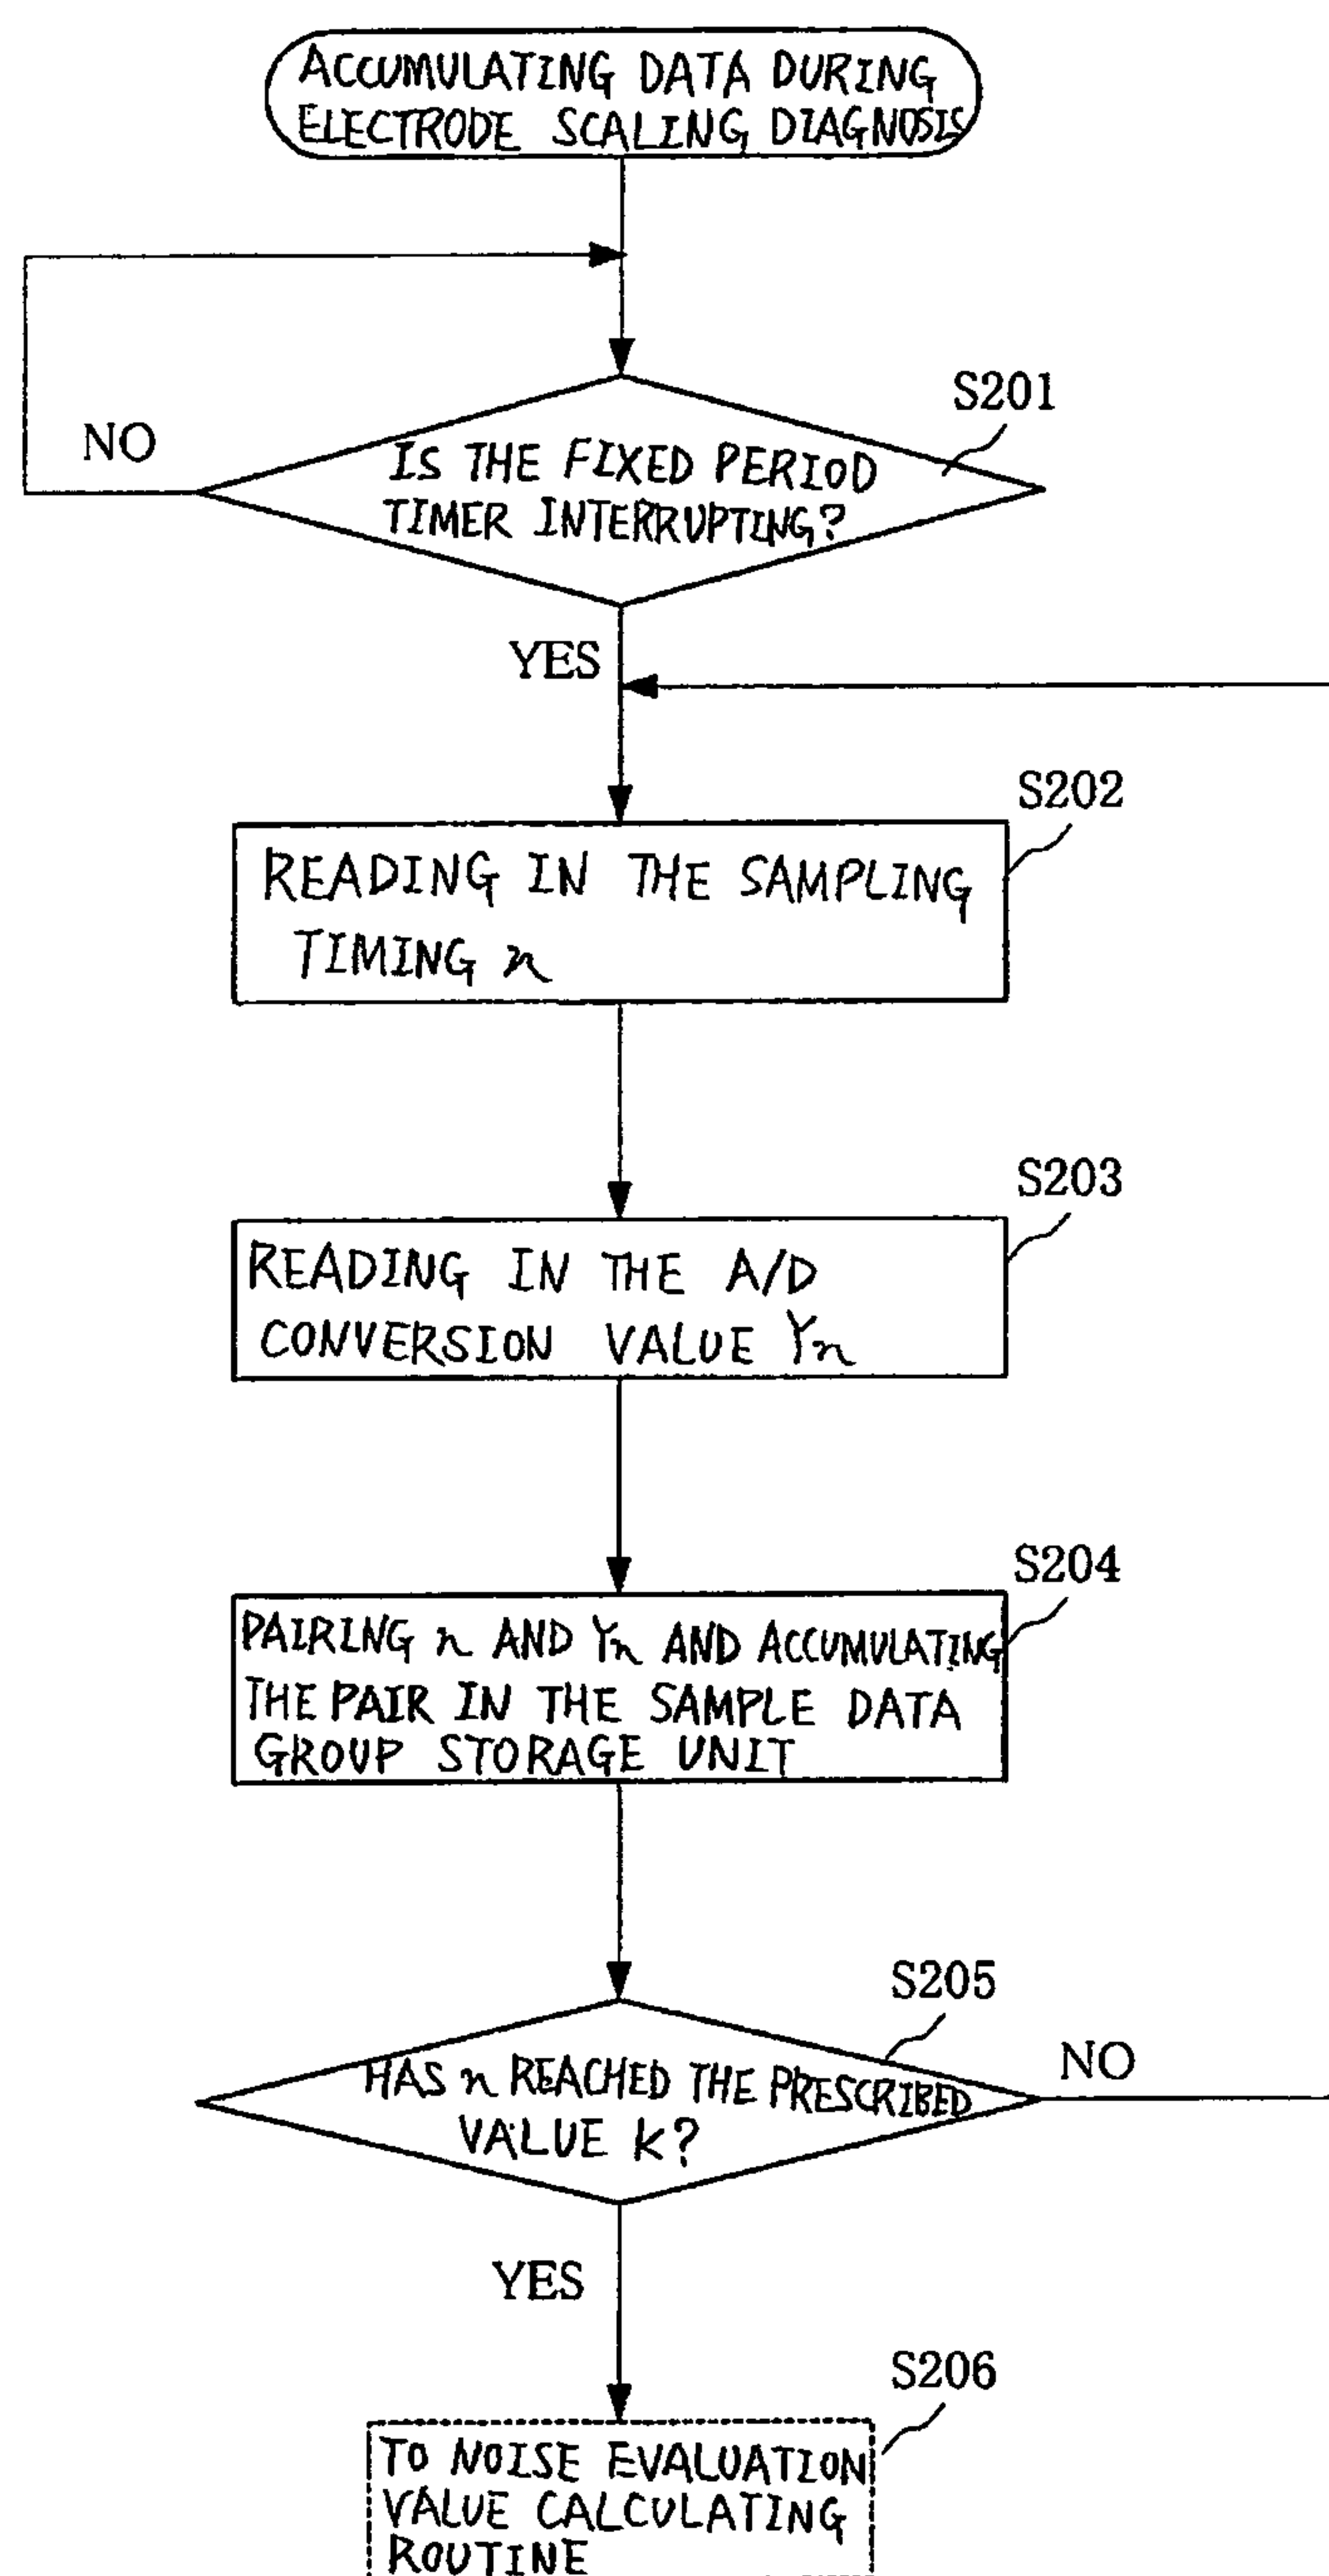 ACCUMULATING DATA DURING
ELECTRODE SCALING DIAGNOSIS
S201
NO
IS THE FIXED PERIOD
TIMER INTERRUPTING?
YES
S202
READING IN THE SAMPLING
TIMING n
S203
READING IN THE A/D
CONVERSION VALUE Yn
S204
PAIRING n AND Yn AND ACCUMULATING
THE PAIR IN THE SAMPLE DATA
GROUP STORAGE UNIT
S205
NO
HAS n REACHED THE PRESCRIBED
VALUE K?
YES
S206
TO NOISE EVALUATION
VALUE CALCULATING
ROUTINE